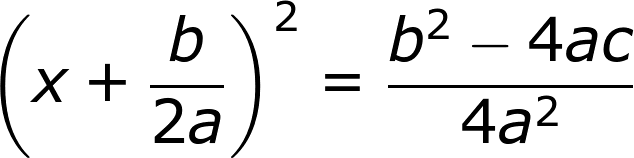 (x + b/2a)² = b² − 4ac/4a²